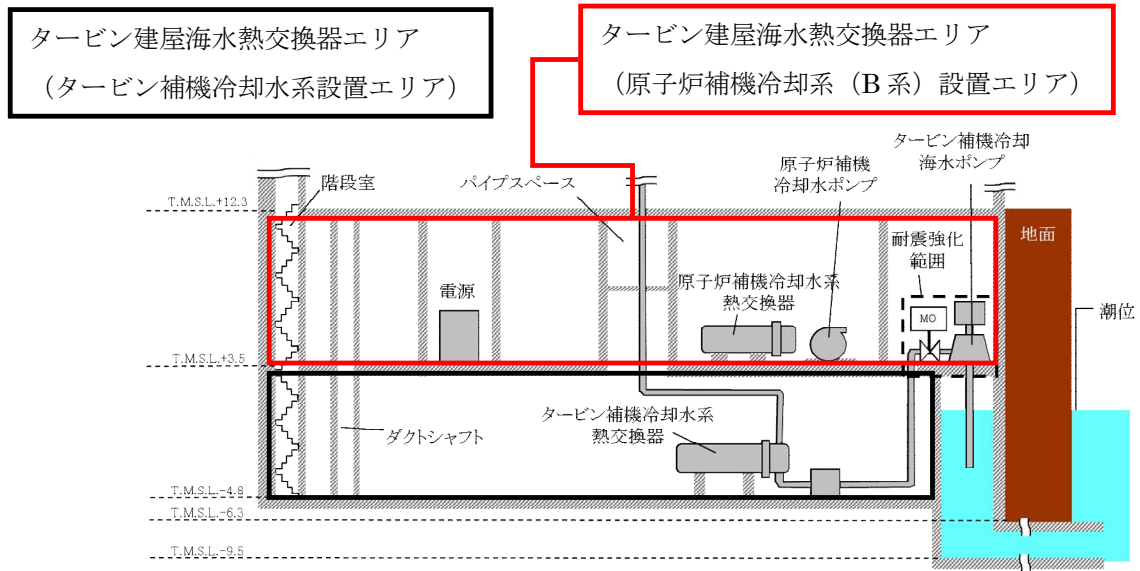 タービン建屋海水熱交換器エリア
(タービン補機冷却水系設置エリア)
タービン建屋海水熱交換器エリア
(原子炉補機冷却系(B系)設置エリア)
タービン補機冷却
海水ポンプ
原子炉補機
冷却水ポンプ
パイプスペース
階段室
T.M.S.L.+12.3
地面
耐震強化
範囲
原子炉補機冷却水系
熱交換器
電源
MO
潮位
T.M.S.L.+3.5
タービン補機冷却水系
熱交換器
ダクトシャフト
T.M.S.L.-4.8
T.M.S.L.-6.3
T.M.S.L.-9.5